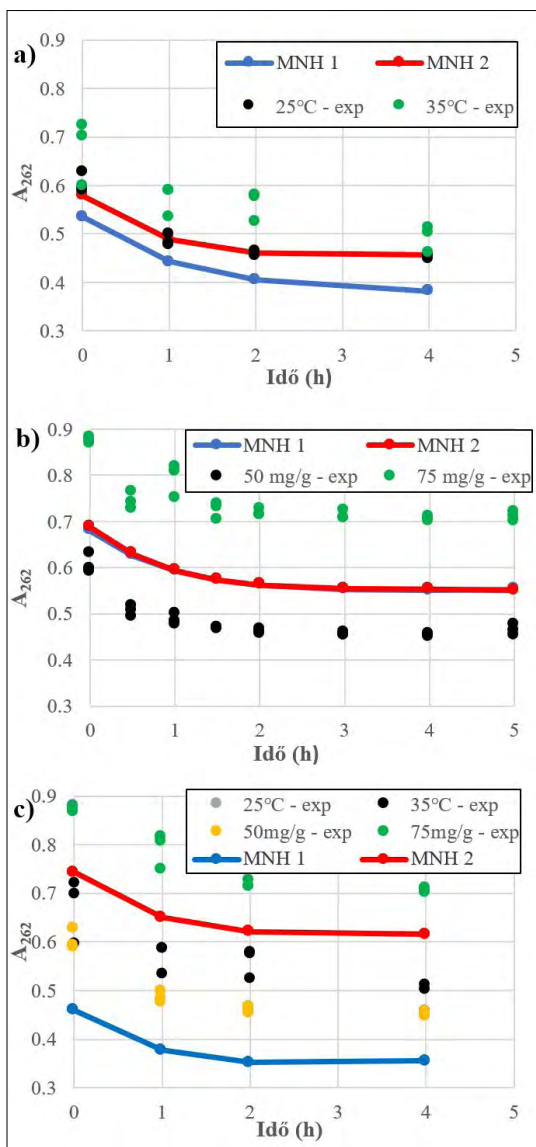 a)
MNH 1
MNH 2
25°C - exp
35°C - exp
A262
0.9
0.8
0.7
0.6
0.5
0.4
0.3
0 1 2 3 4 5
Idő (h)
b)
MNH 1
MNH 2
50 mg/g - exp
75 mg/g - exp
A262
0.9
0.8
0.7
0.6
0.5
0.4
0.3
0 1 2 3 4 5
Idő (h)
c)
25°C - exp
35°C - exp
50mg/g - exp
75mg/g - exp
MNH 1
MNH 2
A262
0.9
0.8
0.7
0.6
0.5
0.4
0.3
0 1 2 3 4 5
Idő (h)